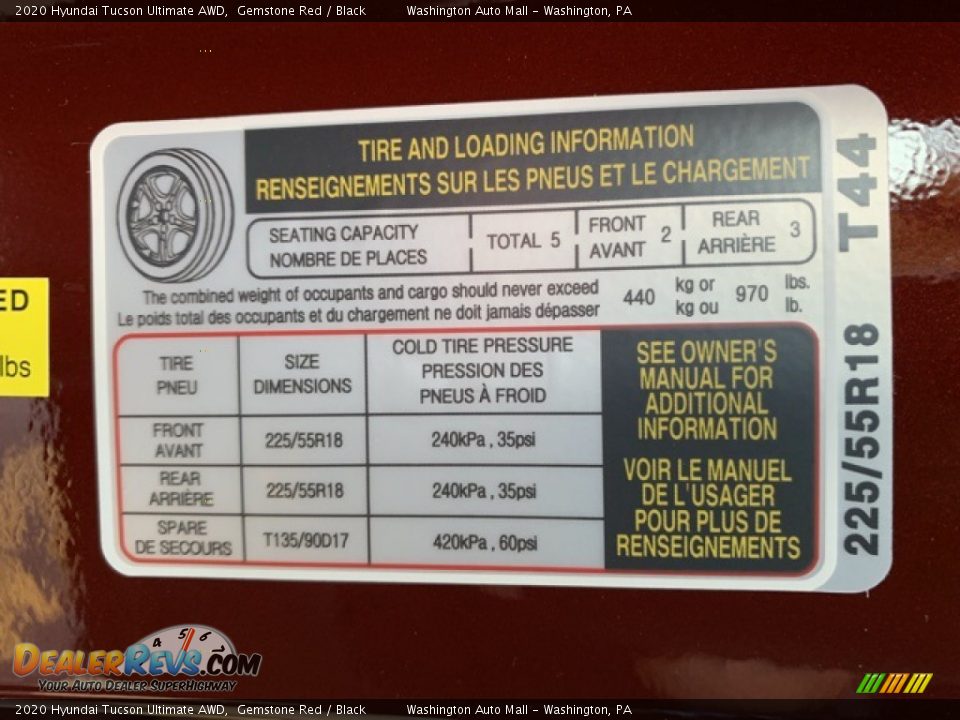 2020 Hyundai Tucson Ultimate AWD, Gemstone Red / Black Washington Auto Mall - Washington, PA
TIRE AND LOADING INFORMATION
RENSEIGNEMENTS SUR LES PNEUS ET LE CHARGEMENT
SEATING CAPACITY
NOMBRE DE PLACES
TOTAL 5
FRONT
AVANT
2
REAR
ARRIÈRE
3
The combined weight of occupants and cargo should never exceed
Le poids total des occupants et du chargement ne doit jamais dépasser
440
kg or
kg ou
970
lbs.
lb.
TIRE
PNEU
SIZE
DIMENSIONS
COLD TIRE PRESSURE
PRESSION DES
PNEUS À FROID
FRONT
AVANT
225/55R18
240kPa , 35psi
REAR
ARRIÈRE
225/55R18
240kPa , 35psi
SPARE
DE SECOURS
T135/90D17
420kPa , 60psi
SEE OWNER'S
MANUAL FOR
ADDITIONAL
INFORMATION
VOIR LE MANUEL
DE L'USAGER
POUR PLUS DE
RENSEIGNEMENTS
225/55R18 T44
ED
lbs
4 5 6
DEALERREVS.COM
YOUR AUTO DEALER SUPERHIGHWAY
2020 Hyundai Tucson Ultimate AWD, Gemstone Red / Black Washington Auto Mall - Washington, PA